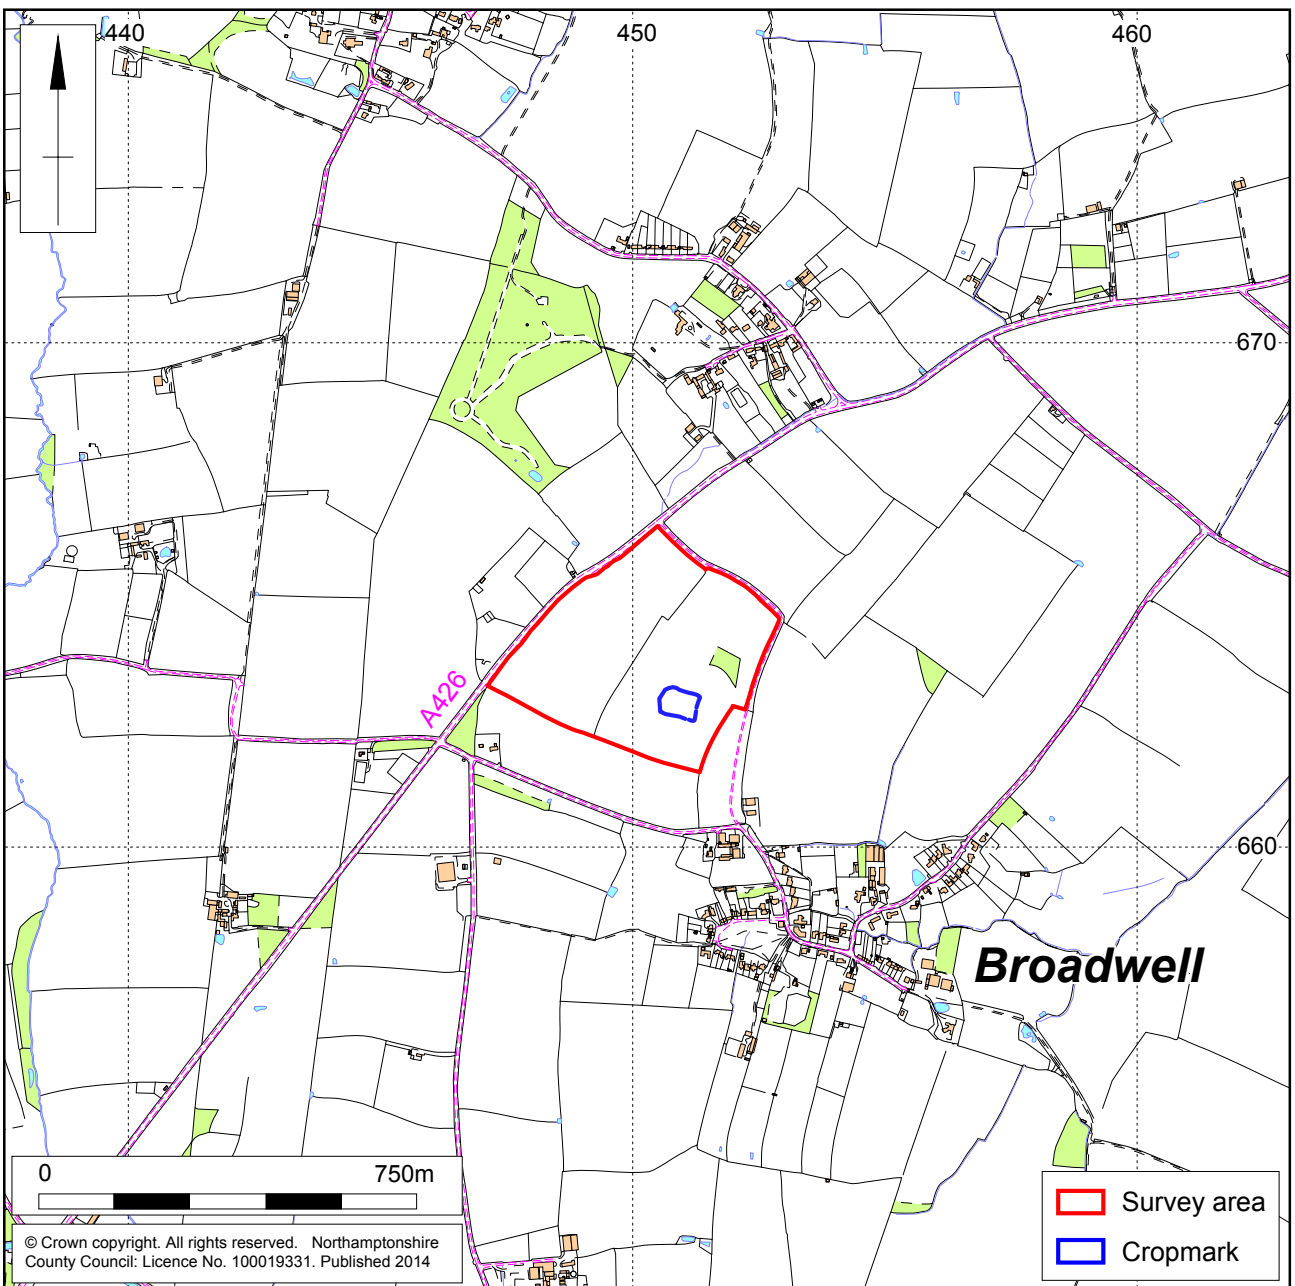 440
450
460
670
A426
660
Broadwell
0 750m
Survey area
Cropmark
© Crown copyright. All rights reserved. Northamptonshire
County Council: Licence No. 100019331. Published 2014